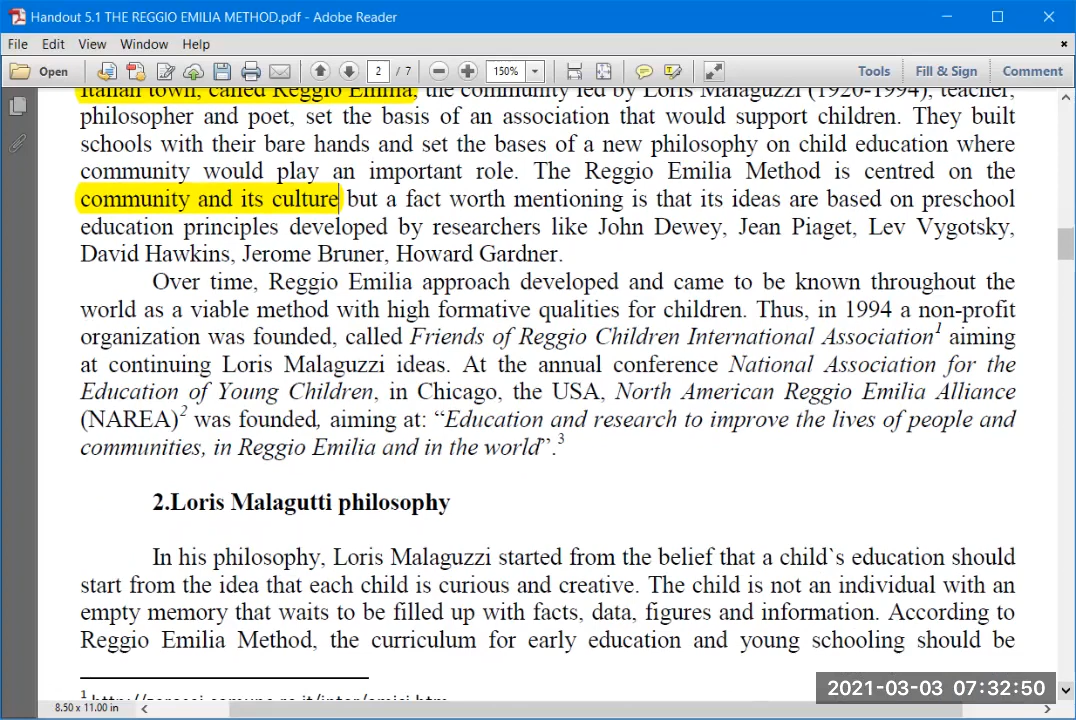 Handout 5.1 THE REGGIO EMILIA METHOD.pdf - Adobe Reader
File Edit View Window Help
Open 2 / 7 150% Tools Fill & Sign Comment
Italian town, called Reggio Emilia, the community led by Loris Malaguzzi (1920-1994), teacher,
philosopher and poet, set the basis of an association that would support children. They built
schools with their bare hands and set the bases of a new philosophy on child education where
community would play an important role. The Reggio Emilia Method is centred on the
community and its culture but a fact worth mentioning is that its ideas are based on preschool
education principles developed by researchers like John Dewey, Jean Piaget, Lev Vygotsky,
David Hawkins, Jerome Bruner, Howard Gardner.
Over time, Reggio Emilia approach developed and came to be known throughout the
world as a viable method with high formative qualities for children. Thus, in 1994 a non-profit
organization was founded, called Friends of Reggio Children International Association1 aiming
at continuing Loris Malaguzzi ideas. At the annual conference National Association for the
Education of Young Children, in Chicago, the USA, North American Reggio Emilia Alliance
(NAREA)2 was founded, aiming at: “Education and research to improve the lives of people and
communities, in Reggio Emilia and in the world”.3
2.Loris Malagutti philosophy
In his philosophy, Loris Malaguzzi started from the belief that a child`s education should
start from the idea that each child is curious and creative. The child is not an individual with an
empty memory that waits to be filled up with facts, data, figures and information. According to
Reggio Emilia Method, the curriculum for early education and young schooling should be
1
2021-03-03 07:32:50
8.50 x 11.00 in